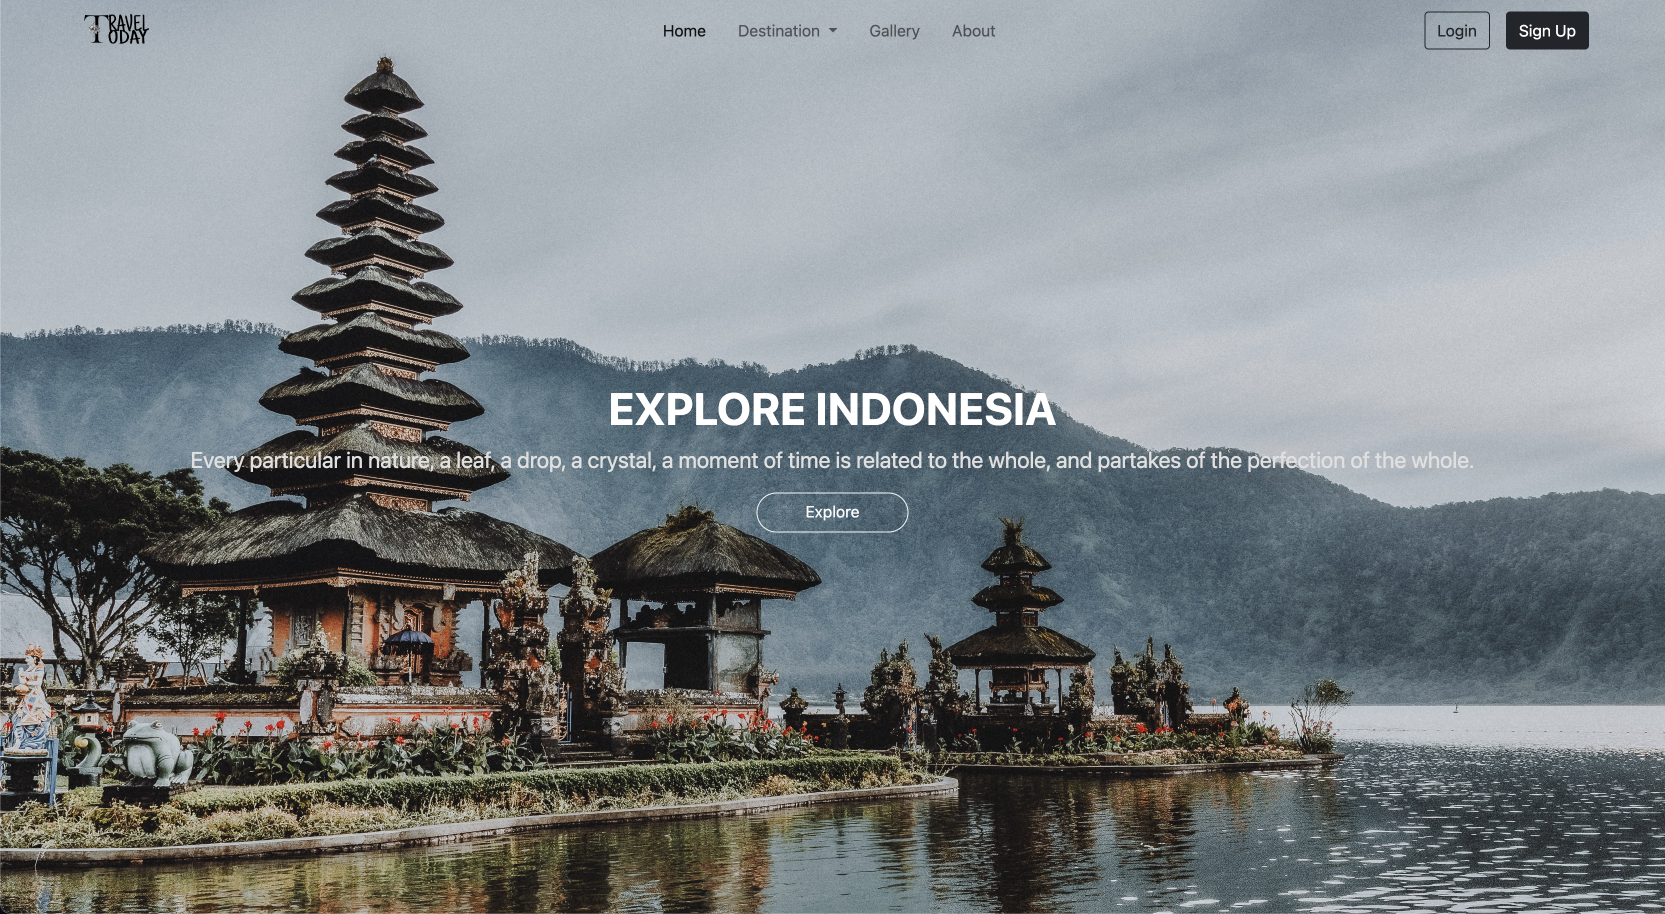 TRAVEL
TODAY
Home
Destination
Gallery
About
Login
Sign Up
EXPLORE INDONESIA
Every particular in nature, a leaf, a drop, a crystal, a moment of time is related to the whole, and partakes of the perfection of the whole.
Explore